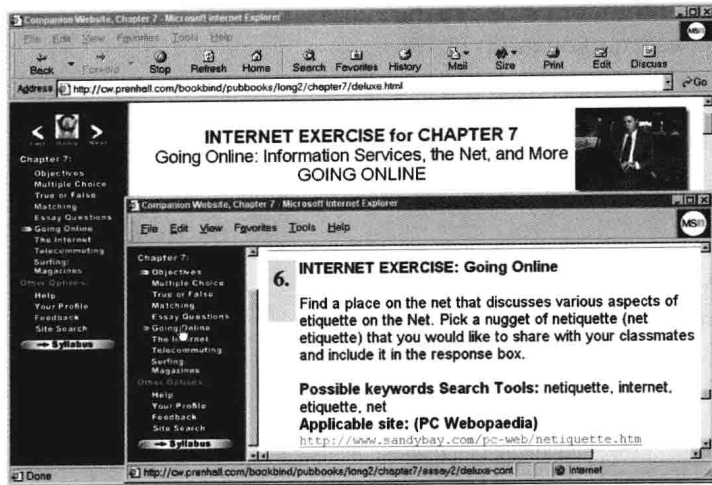 Companion Website, Chapter 7 - Microsoft Internet Explorer
File Edit View Favorites Tools Help
Back Forward Stop Refresh Home Search Favorites History Mail Size Print Edit Discuss
Address http://cw.prenhall.com/bookbind/pubbooks/long2/chapter7/deluxe.html Go
Next
Chapter 7:
Objectives
Multiple Choice
True or False
Matching
Essay Questions
Going Online
The Internet
Telecommuting
Surfing:
Magazines
Other Options:
Help
Your Profile
Feedback
Site Search
Syllabus
INTERNET EXERCISE for CHAPTER 7
Going Online: Information Services, the Net, and More
GOING ONLINE
Done
Companion Website, Chapter 7 - Microsoft Internet Explorer
File Edit View Favorites Tools Help
Chapter 7:
Objectives
Multiple Choice
True or False
Matching
Essay Questions
Going Online
The Internet
Telecommuting
Surfing:
Magazines
Other Options:
Help
Your Profile
Feedback
Site Search
Syllabus
6. INTERNET EXERCISE: Going Online
Find a place on the net that discusses various aspects of
etiquette on the Net. Pick a nugget of netiquette (net
etiquette) that you would like to share with your classmates
and include it in the response box.
Possible keywords Search Tools: netiquette, internet,
etiquette, net
Applicable site: (PC Webopaedia)
http://www.sandybay.com/pc-web/netiquette.htm
http://cw.prenhall.com/bookbind/pubbooks/long2/chapter7/essay2/deluxe-cont Internet